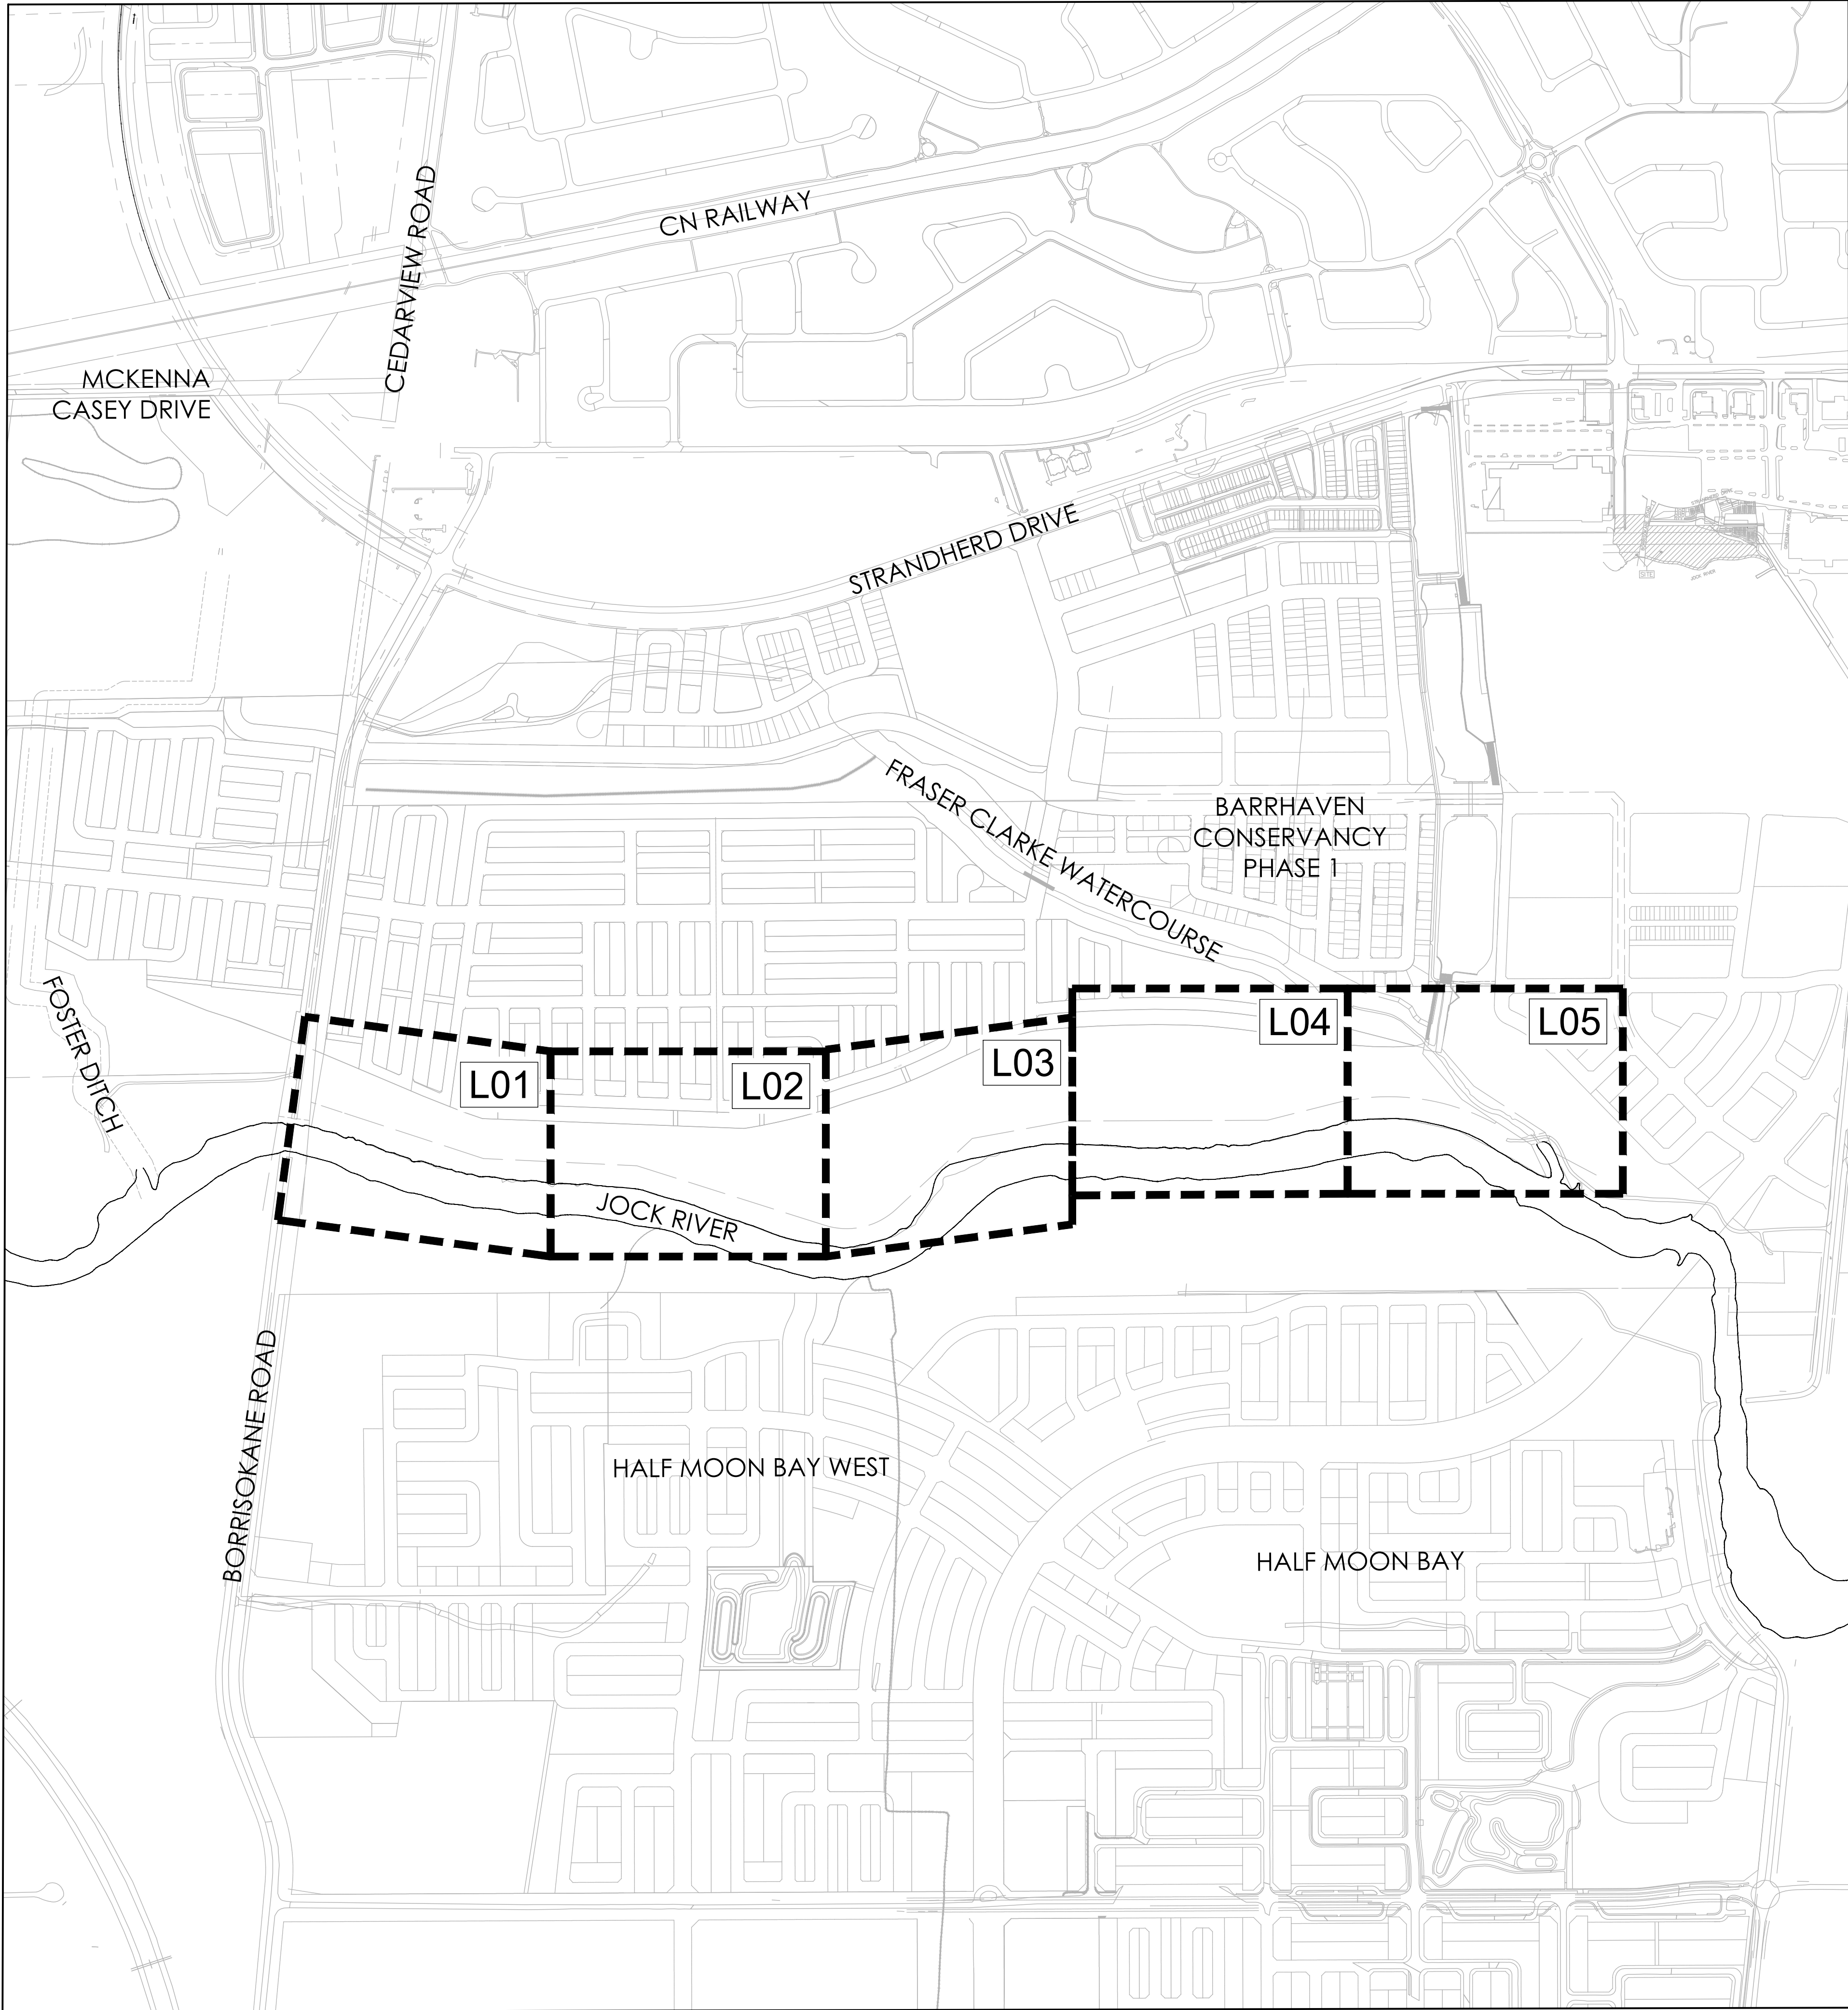 CEDARVIEW ROAD
CN RAILWAY
MCKENNA
CASEY DRIVE
STRANDHERD DRIVE
FRASER CLARKE WATERCOURSE
BARRHAVEN
CONSERVANCY
PHASE 1
FOSTER DITCH
L01
L02
L03
L04
L05
JOCK RIVER
BORRISOKANE ROAD
HALF MOON BAY WEST
HALF MOON BAY